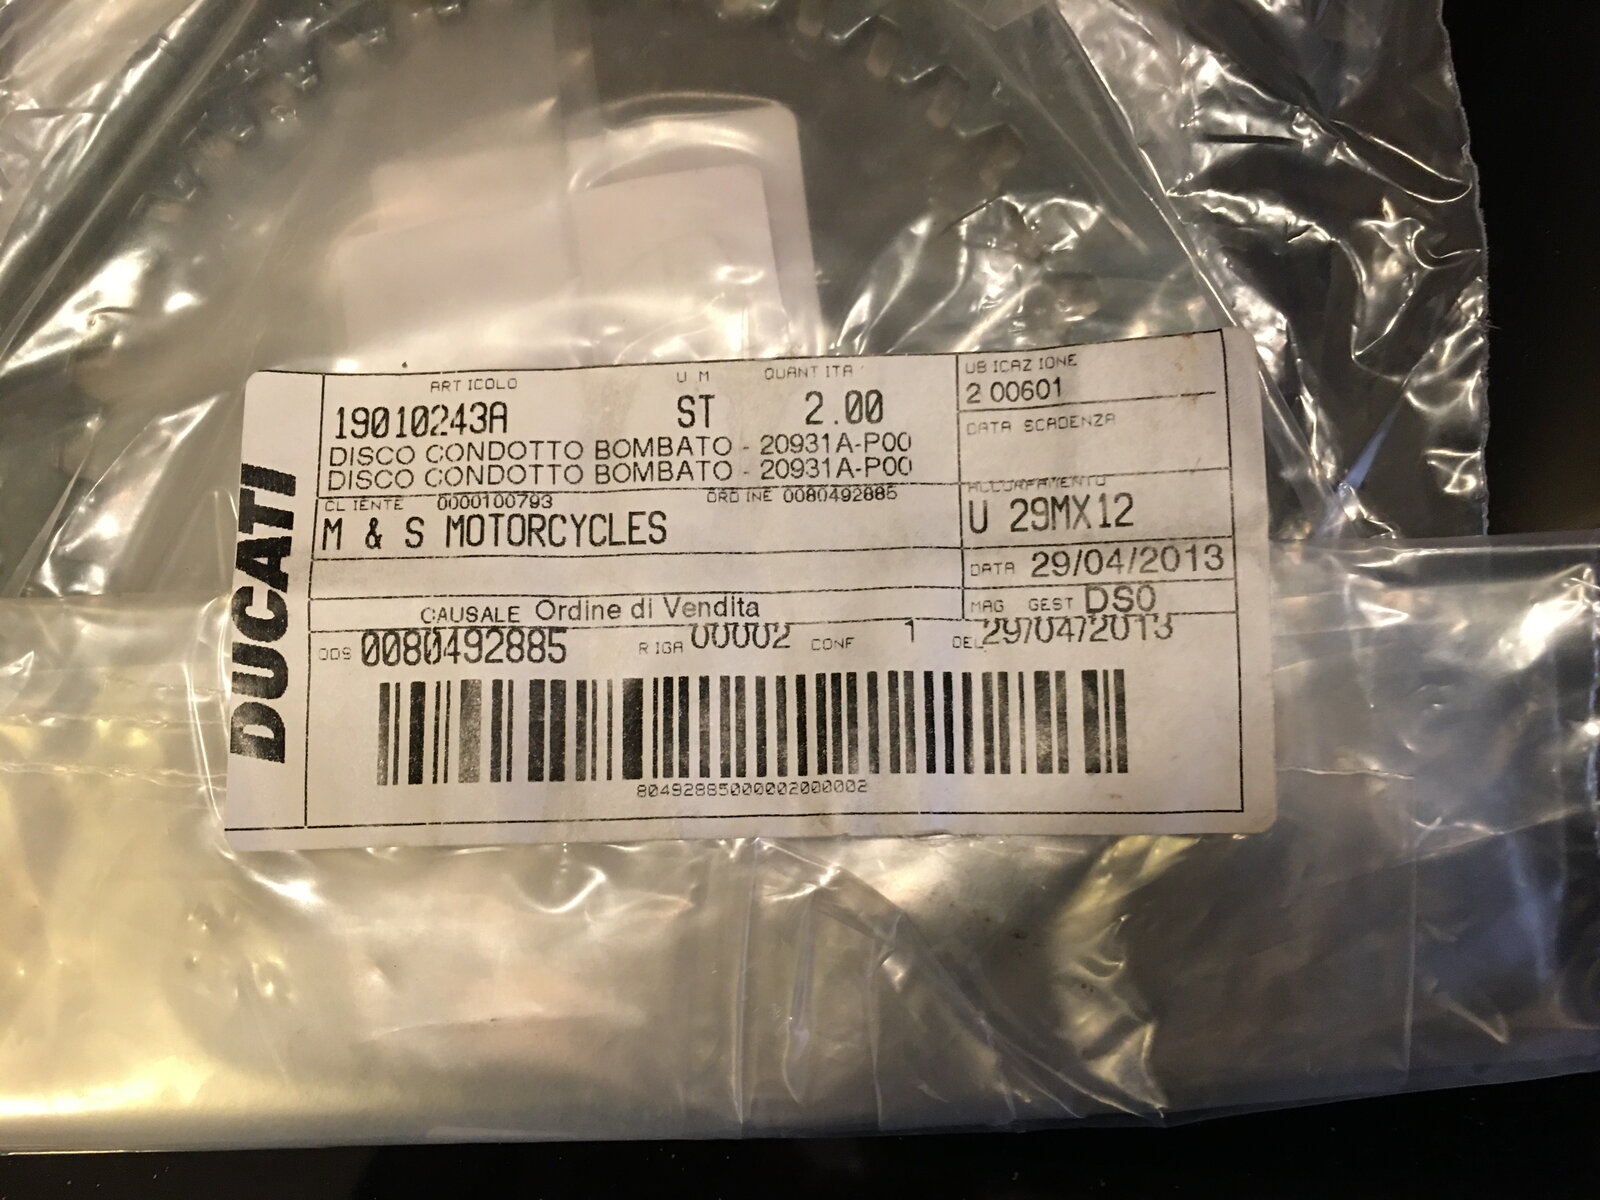 DUCATI
ARTICOLO U M QUANTITA'
19010243A ST 2.00
DISCO CONDOTTO BOMBATO - 20931A-P00
DISCO CONDOTTO BOMBATO - 20931A-P00
CLIENTE 0000100793 ORDINE 0080492885
M & S MOTORCYCLES
CAUSALE Ordine di Vendita
UBICAZIONE
2 00601
DATA SCADENZA
U 29MX12
DATA 29/04/2013
MAG GEST DS0
ODS 0080492885 RIGA 00002 CONF 1 DEL 29/04/2013
80492885000002000002